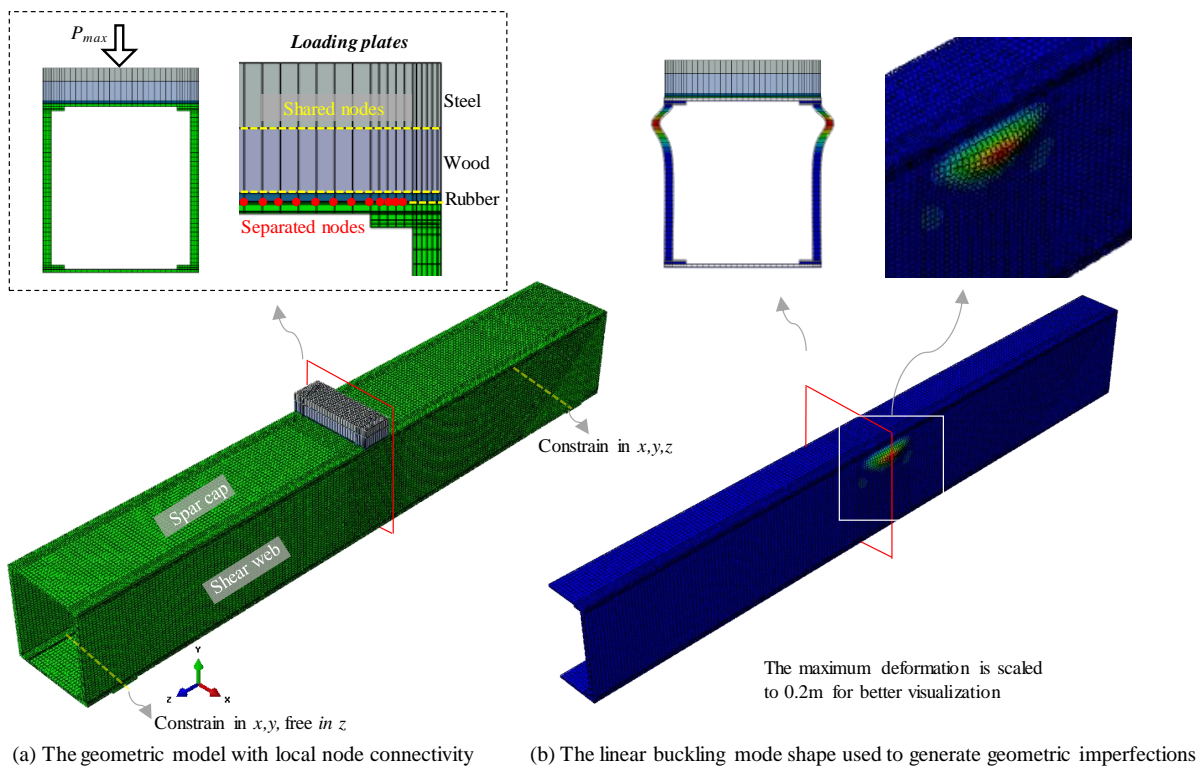 Pmax
Loading plates
Shared nodes
Steel
Wood
Rubber
Separated nodes
Constrain in x,y,z
Spar cap
Shear web
Y
Z
X
Constrain in x,y, free in z
The maximum deformation is scaled
to 0.2m for better visualization
(a) The geometric model with local node connectivity
(b) The linear buckling mode shape used to generate geometric imperfections